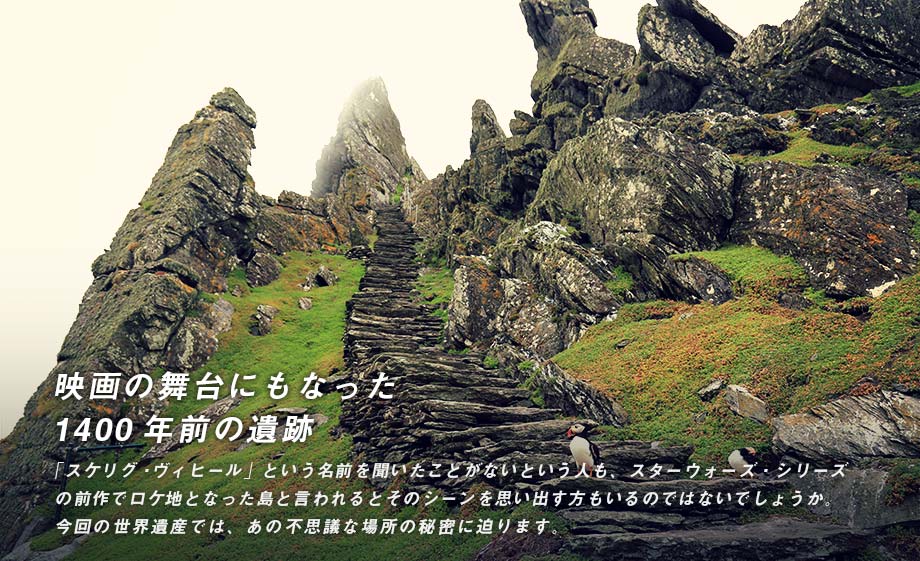 映画の舞台にもなった
1400年前の遺跡
「スケリグ・ヴィヒール」という名前を聞いたことがないという人も、スターウォーズ・シリーズ
の前作でロケ地となった島と言われるとそのシーンを思い出す方もいるのではないでしょうか。
今回の世界遺産では、あの不思議な場所の秘密に迫ります。